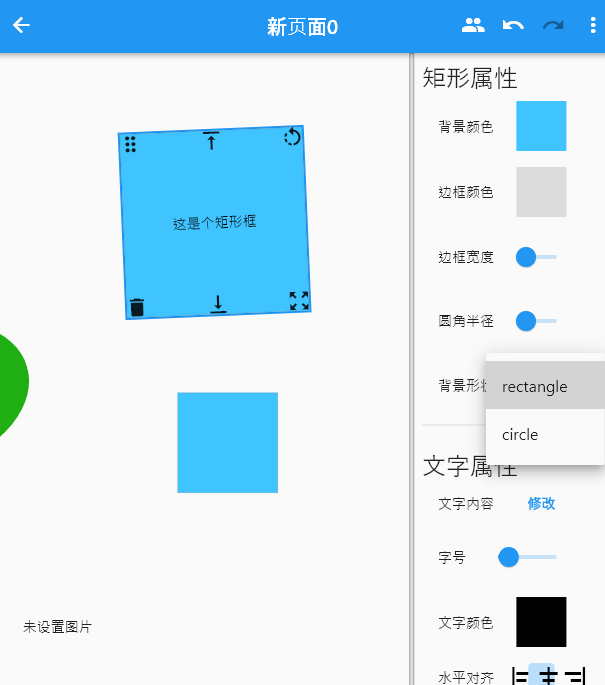 新页面0
这是个矩形框
未设置图片
矩形属性
背景颜色
边框颜色
边框宽度
圆角半径
背景形状
rectangle
circle
文字属性
文字内容 修改
字号
文字颜色
水平对齐